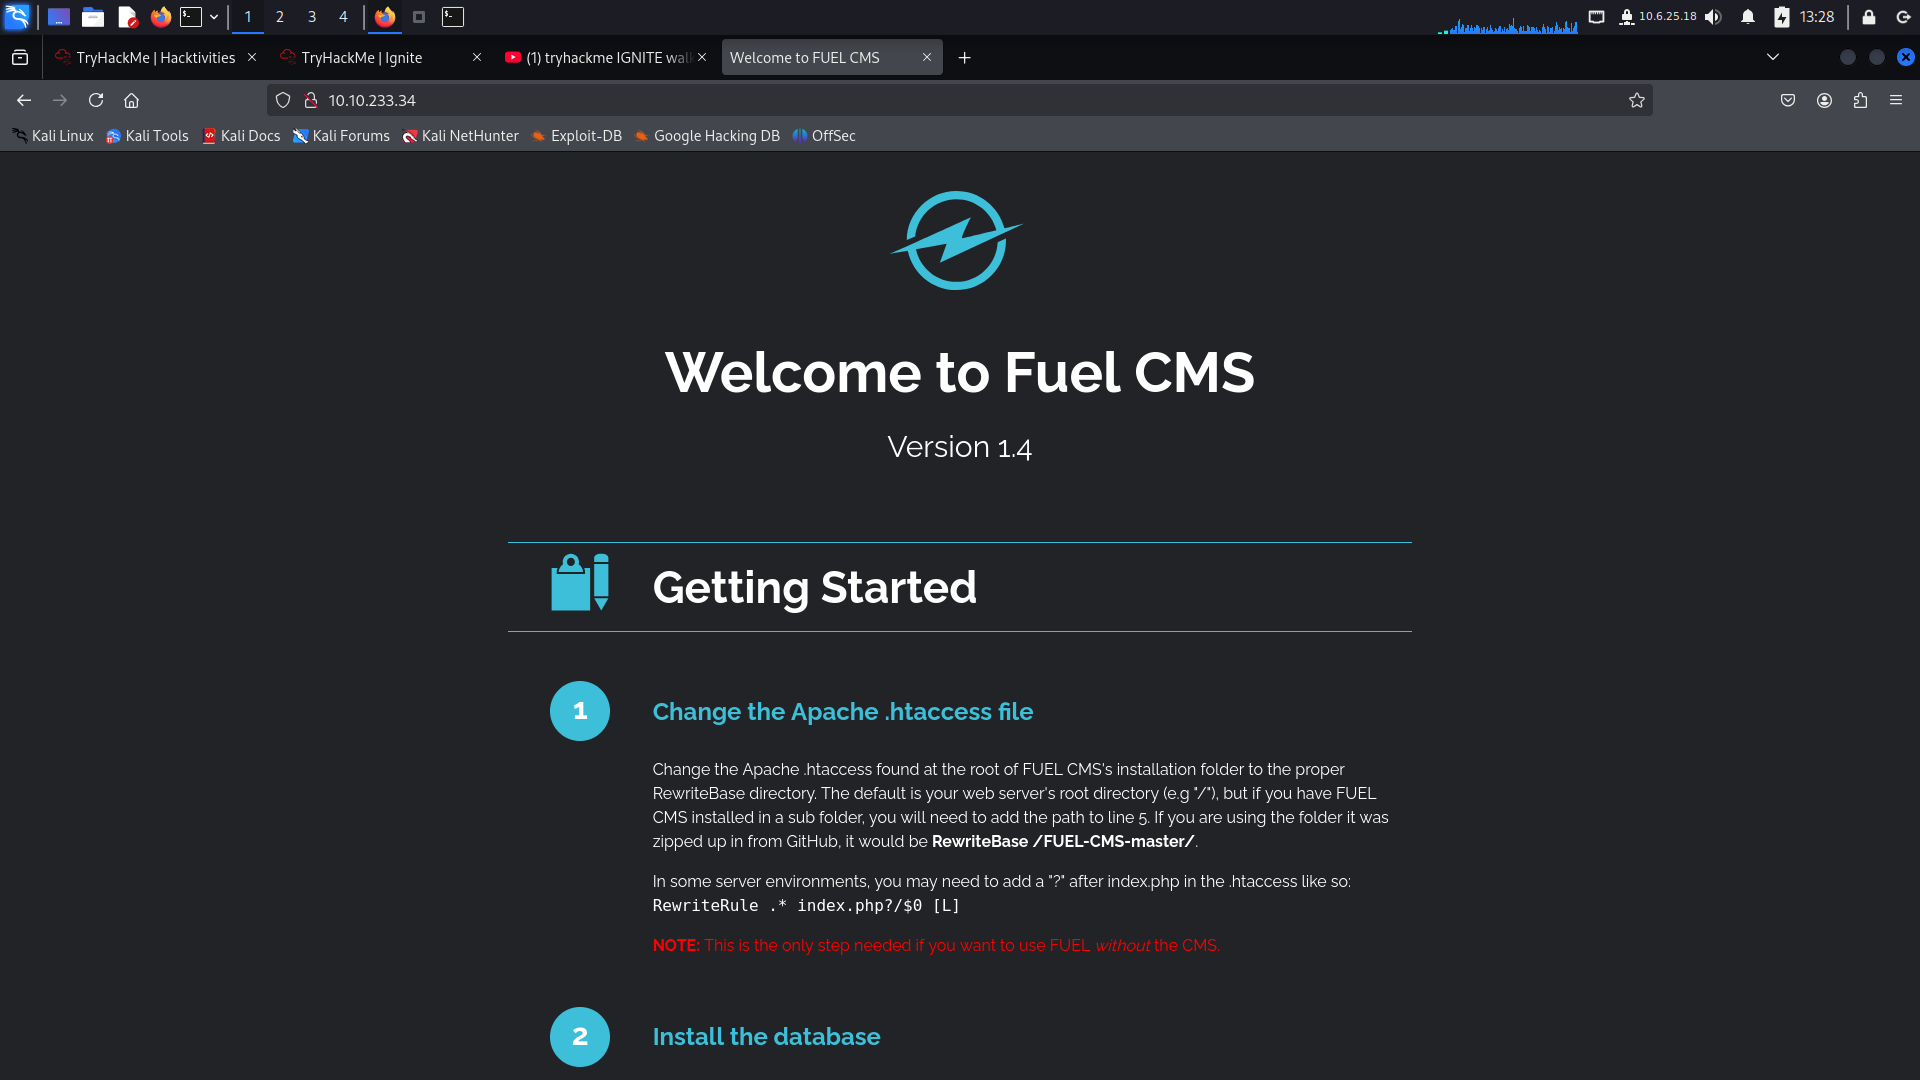 1 2 3 4 10.6.25.18 13:28
TryHackMe | Hacktivities TryHackMe | Ignite (1) tryhackme IGNITE wal Welcome to FUEL CMS
10.10.233.34
Kali Linux Kali Tools Kali Docs Kali Forums Kali NetHunter Exploit-DB Google Hacking DB OffSec
Welcome to Fuel CMS
Version 1.4
Getting Started
1 Change the Apache .htaccess file
Change the Apache .htaccess found at the root of FUEL CMS's installation folder to the proper
RewriteBase directory. The default is your web server's root directory (e.g "/"), but if you have FUEL
CMS installed in a sub folder, you will need to add the path to line 5. If you are using the folder it was
zipped up in from GitHub, it would be RewriteBase /FUEL-CMS-master/.
In some server environments, you may need to add a "?" after index.php in the .htaccess like so:
RewriteRule .* index.php?/$0 [L]
NOTE: This is the only step needed if you want to use FUEL without the CMS.
2 Install the database